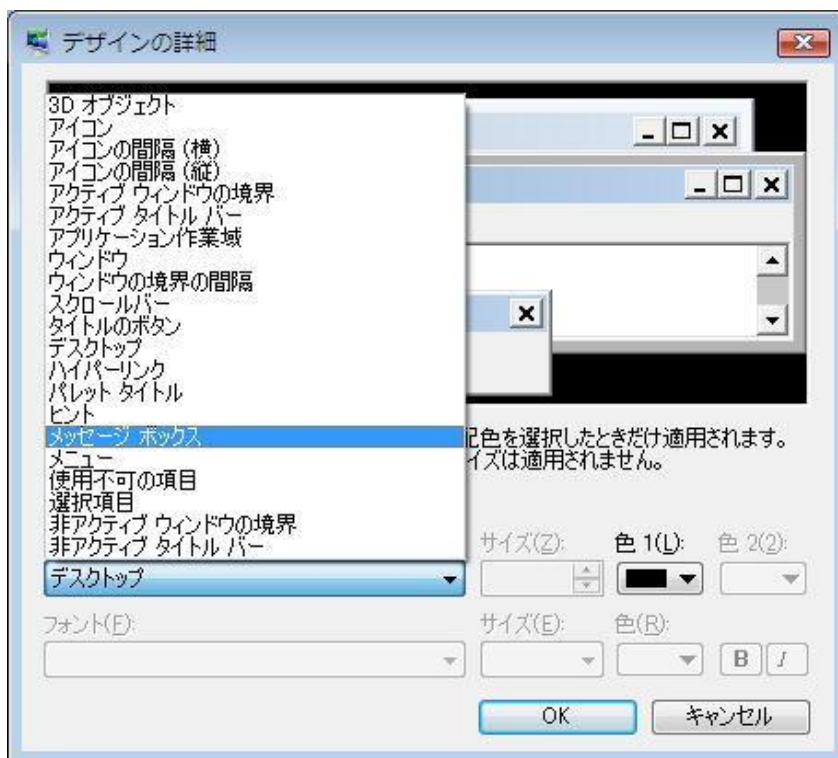 デザインの詳細
3D オブジェクト
アイコン
アイコンの間隔 (横)
アイコンの間隔 (縦)
アクティブ ウィンドウの境界
アクティブ タイトル バー
アプリケーション作業域
ウィンドウ
ウィンドウの境界の間隔
スクロールバー
タイトルのボタン
デスクトップ
ハイパーリンク
パレット タイトル
ヒント
メッセージ ボックス
メニュー
使用不可の項目
選択項目
非アクティブ ウィンドウの境界
非アクティブ タイトル バー
配色を選択したときだけ適用されます。
イズは適用されません。
サイズ(Z): 色 1(L): 色 2(2):
デスクトップ
フォント(F): サイズ(E): 色(R):
B I
OK キャンセル